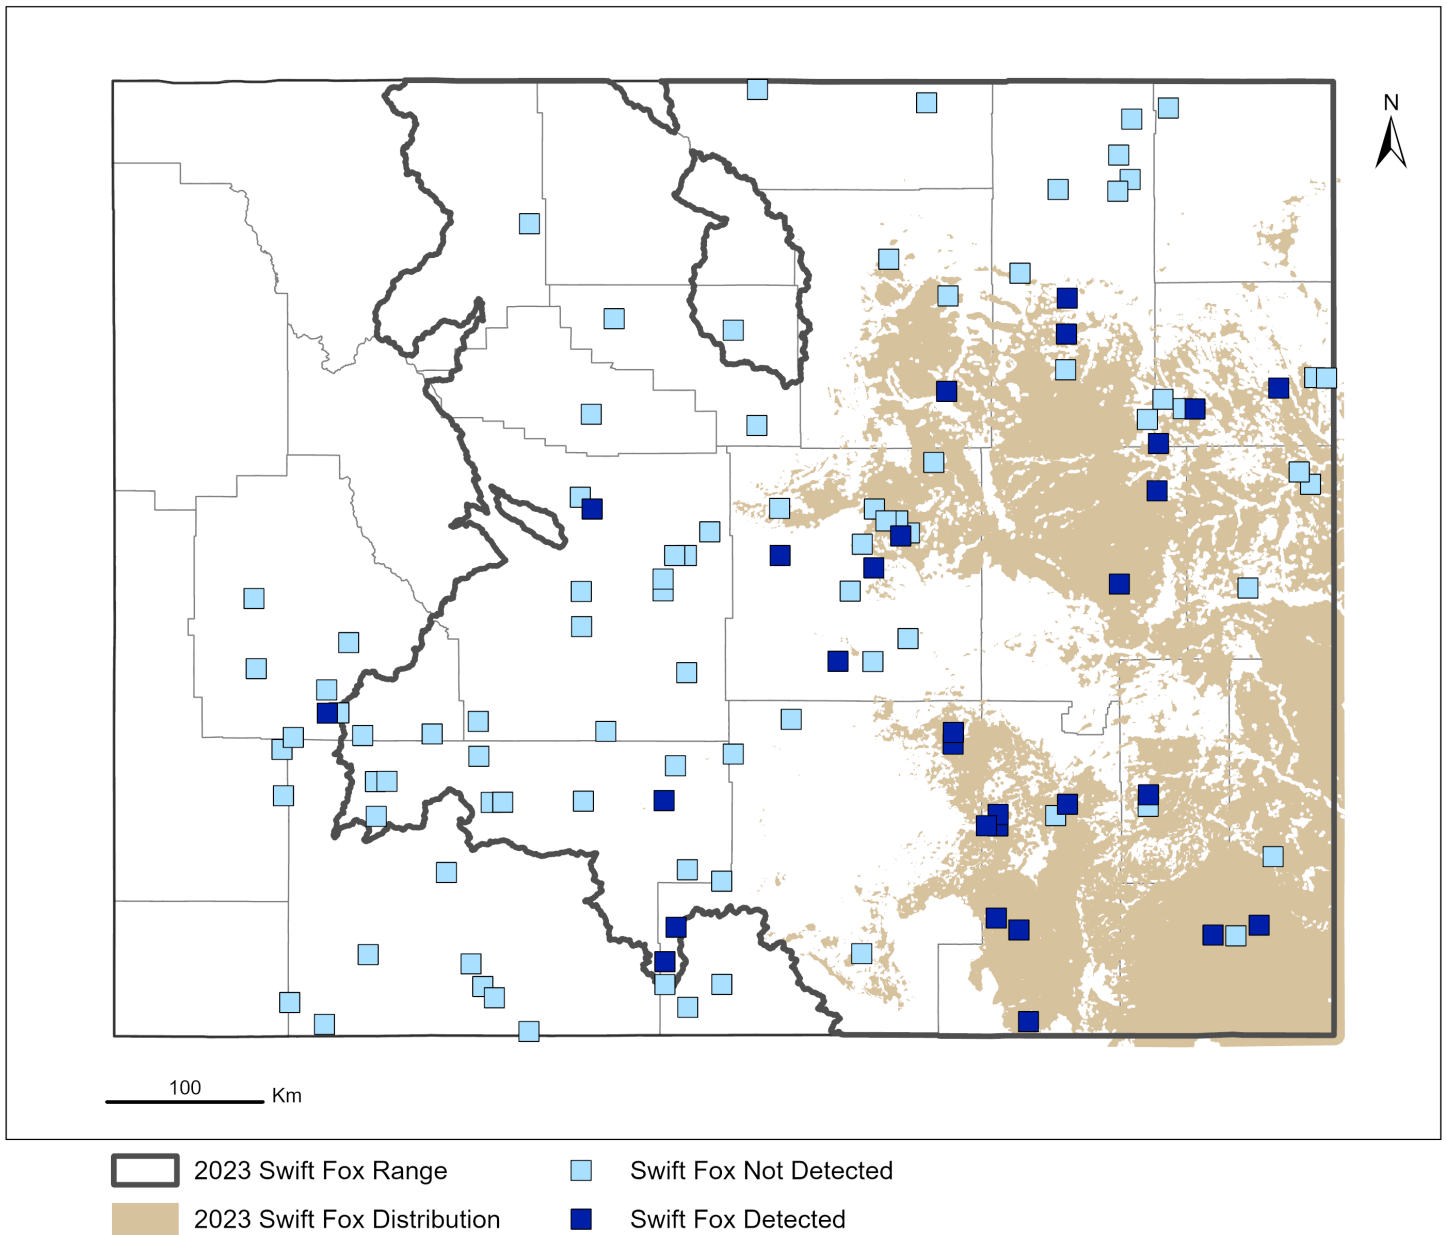 N
100
Km
2023 Swift Fox Range
Swift Fox Not Detected
2023 Swift Fox Distribution
Swift Fox Detected